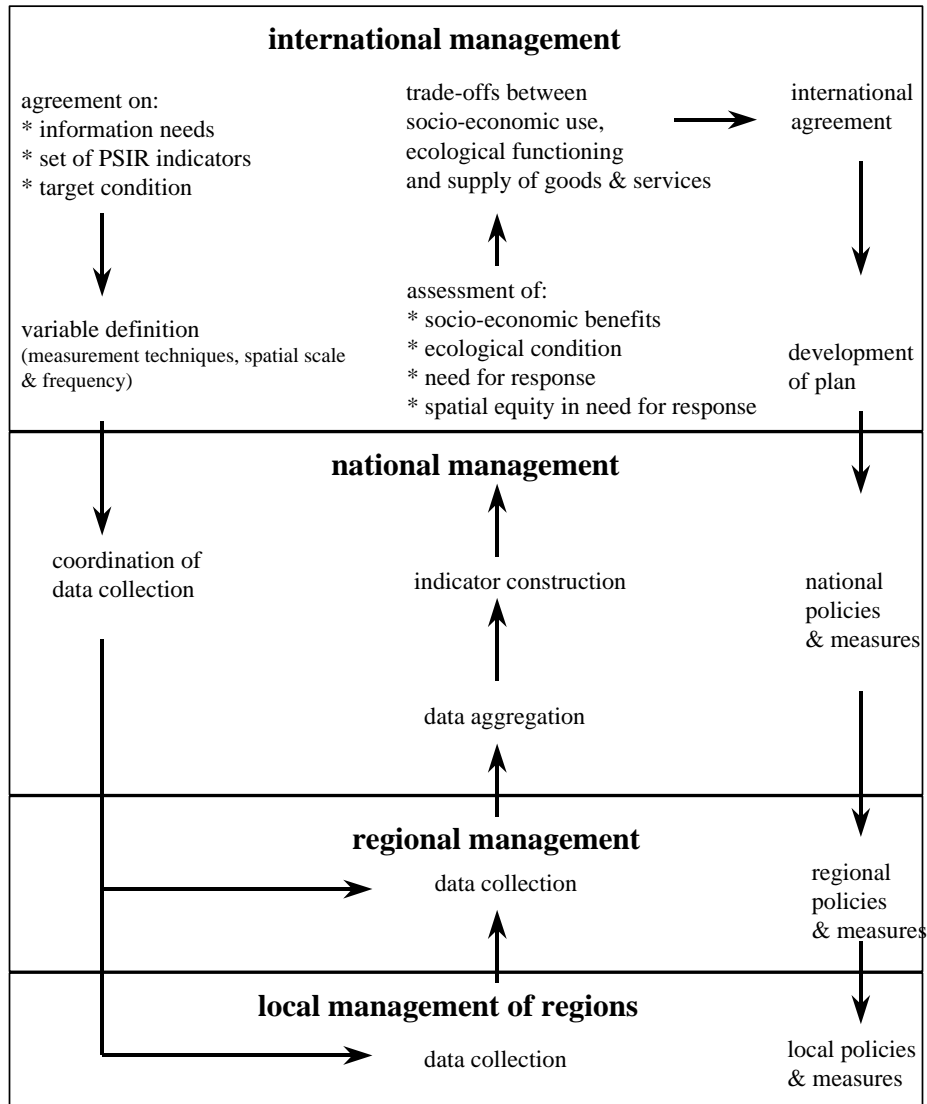 international management
agreement on:
* information needs
* set of PSIR indicators
* target condition
variable definition
(measurement techniques, spatial scale
& frequency)
trade-offs between
socio-economic use,
ecological functioning
and supply of goods & services
assessment of:
* socio-economic benefits
* ecological condition
* need for response
* spatial equity in need for response
international
agreement
development
of plan
national management
coordination of
data collection
indicator construction
data aggregation
national
policies
& measures
regional management
data collection
regional
policies
& measures
local management of regions
data collection
local policies
& measures